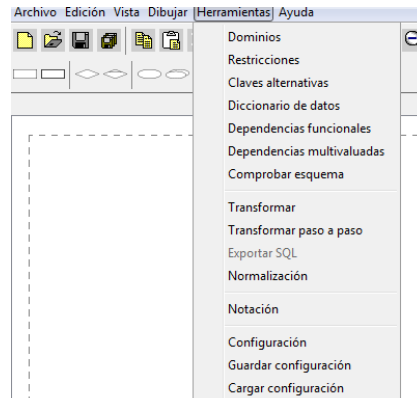 Archivo Edición Vista Dibujar Herramientas Ayuda
Dominios
Restricciones
Claves alternativas
Diccionario de datos
Dependencias funcionales
Dependencias multivaluadas
Comprobar esquema
Transformar
Transformar paso a paso
Exportar SQL
Normalización
Notación
Configuración
Guardar configuración
Cargar configuración